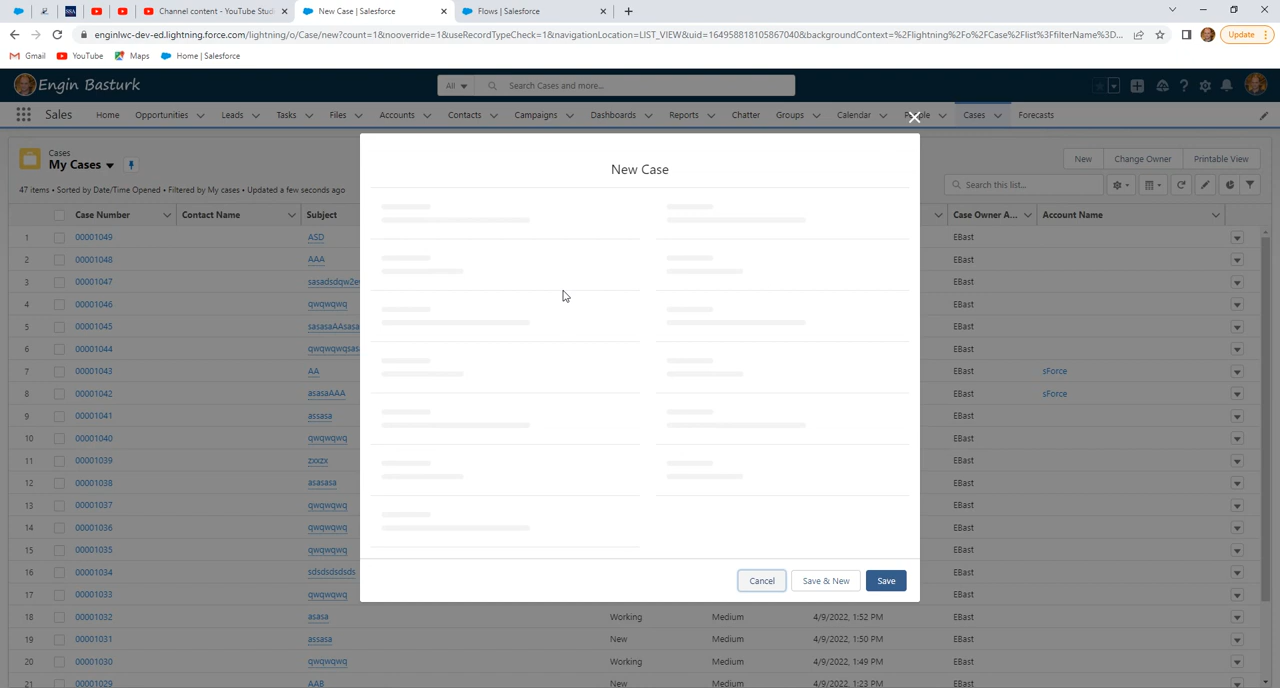 Channel content - YouTube Studi
New Case | Salesforce
Flows | Salesforce
enginlwc-dev-ed.lightning.force.com/lightning/o/Case/new?count=1&nooverride=1&useRecordTypeCheck=1&navigationLocation=LIST_VIEW&uid=164958818105867040&backgroundContext=%2Flightning%2Fo%2FCase%2Flist%3FfilterName%3D...
Update
Gmail
YouTube
Maps
Home | Salesforce
Engin Basturk
All
Search Cases and more...
Sales
Home
Opportunities
Leads
Tasks
Files
Accounts
Contacts
Campaigns
Dashboards
Reports
Chatter
Groups
Calendar
People
Cases
Forecasts
Cases
My Cases
New
Change Owner
Printable View
47 items • Sorted by Date/Time Opened • Filtered by My cases • Updated a few seconds ago
Search this list...
Case Number
Contact Name
Subject
Case Owner A...
Account Name
1 00001049 ASD EBast
2 00001048 AAA EBast
3 00001047 sasadsdqw2e EBast
4 00001046 qwqwqwq EBast
5 00001045 sasasaAAsasa EBast
6 00001044 qwqwqwqsas EBast
7 00001043 AA EBast sForce
8 00001042 asasaAAA EBast sForce
9 00001041 assasa EBast
10 00001040 qwqwqwq EBast
11 00001039 zxxzx EBast
12 00001038 asasasa EBast
13 00001037 qwqwqwq EBast
14 00001036 qwqwqwq EBast
15 00001035 qwqwqwq EBast
16 00001034 sdsdsdsdsds EBast
17 00001033 qwqwqwq EBast
18 00001032 asasa Working Medium 4/9/2022, 1:52 PM EBast
19 00001031 assasa New Medium 4/9/2022, 1:50 PM EBast
20 00001030 qwqwqwq Working Medium 4/9/2022, 1:49 PM EBast
21 00001029 AAB New Medium 4/9/2022, 1:23 PM EBast
New Case
Cancel
Save & New
Save